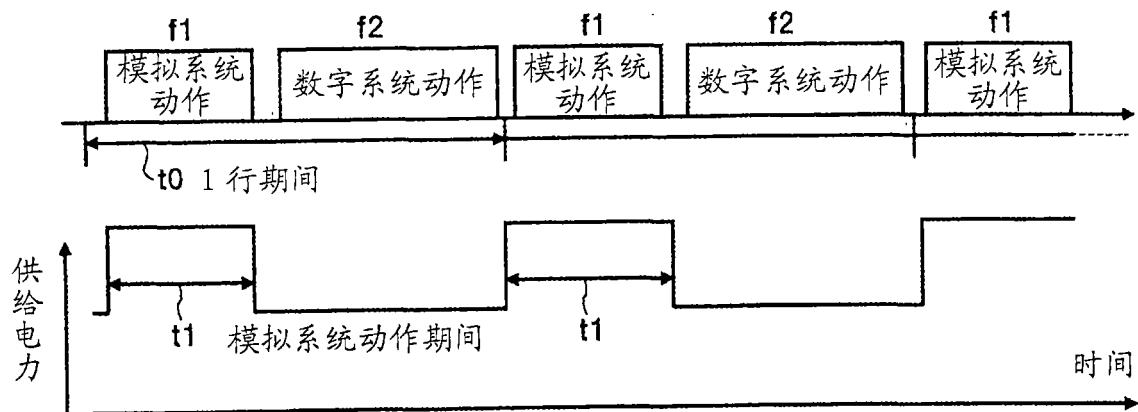 f1 f2 f1 f2 f1
模拟系统动作 数字系统动作 模拟系统动作 数字系统动作 模拟系统动作
t0 1行期间
供给电力
t1 模拟系统动作期间 t1
时间